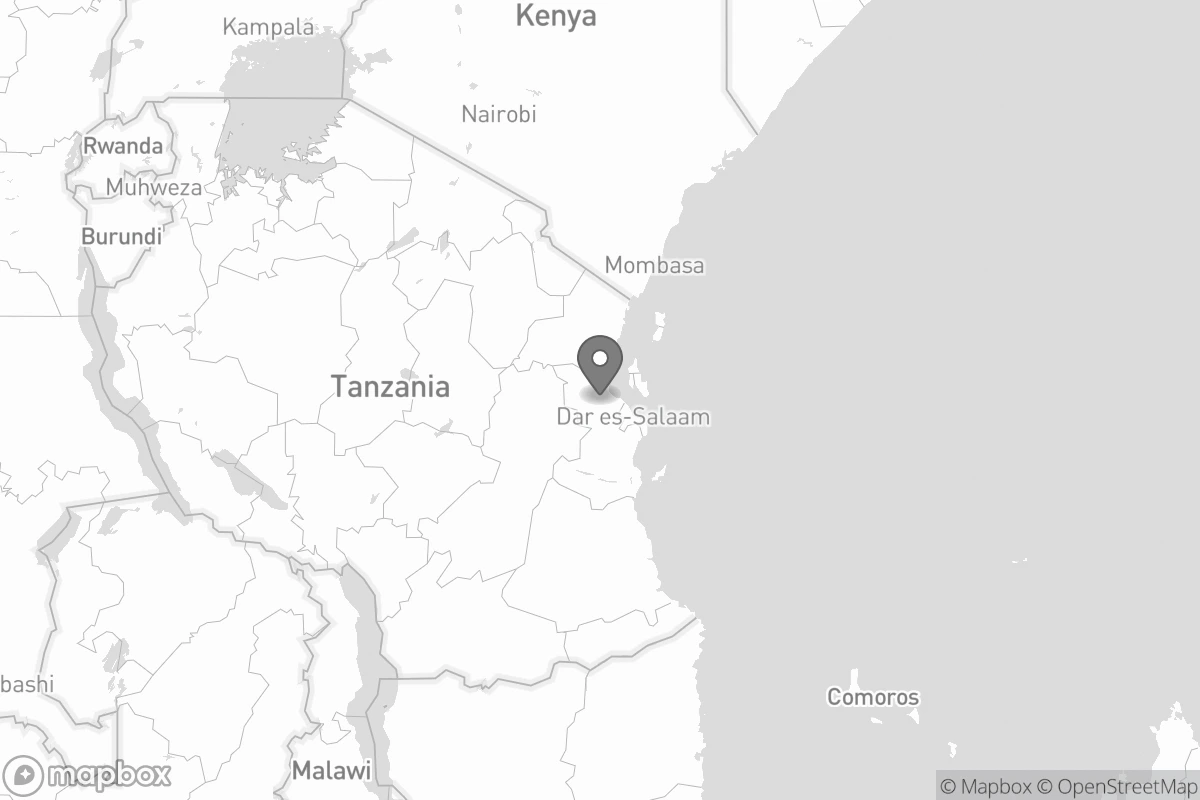 Kenya
Kampala
Nairobi
Rwanda
Muhweza
Burundi
Mombasa
Tanzania
Dar es-Salaam
bashi
Comoros
Malawi
mapbox
© Mapbox © OpenStreetMap